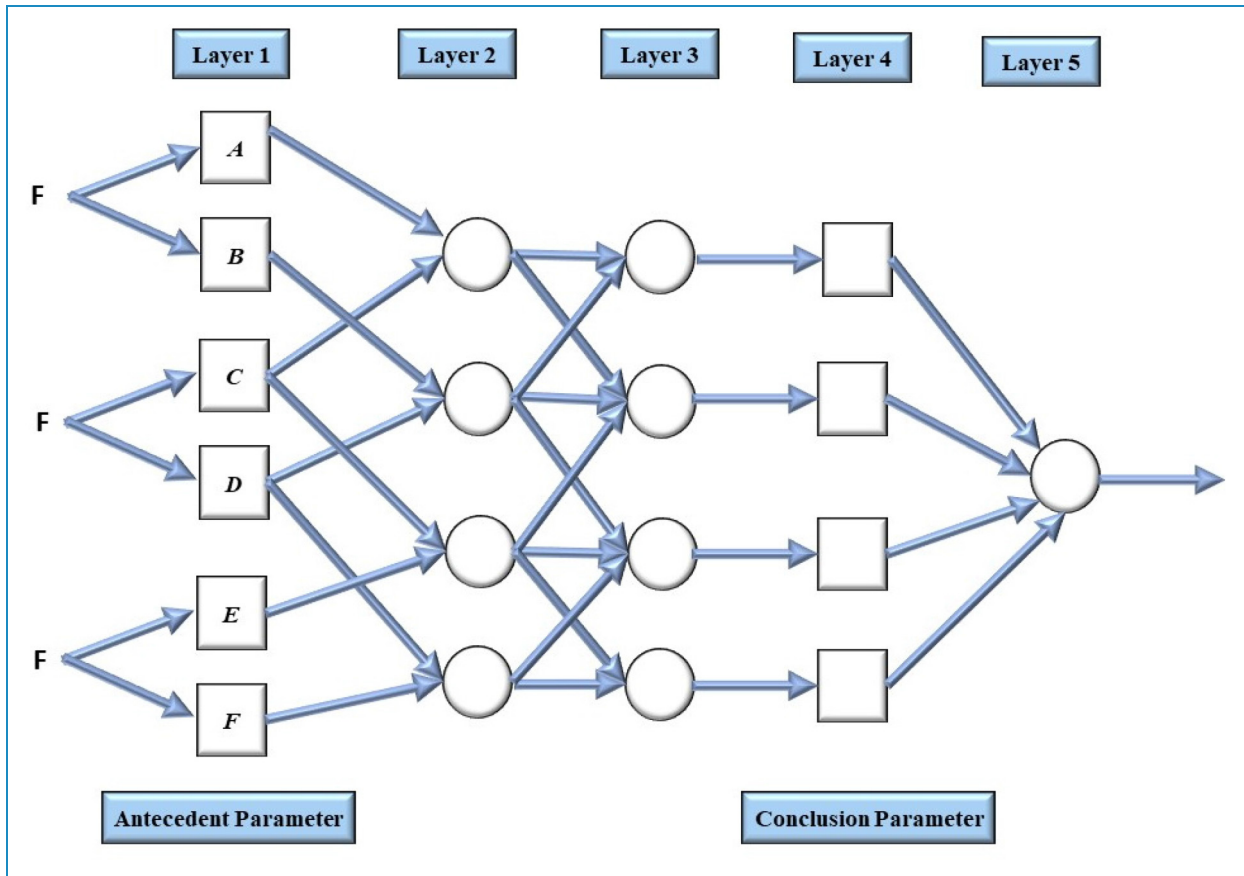 Layer 1
Layer 2
Layer 3
Layer 4
Layer 5
F
A
B
F
C
D
F
E
F
Antecedent Parameter
Conclusion Parameter